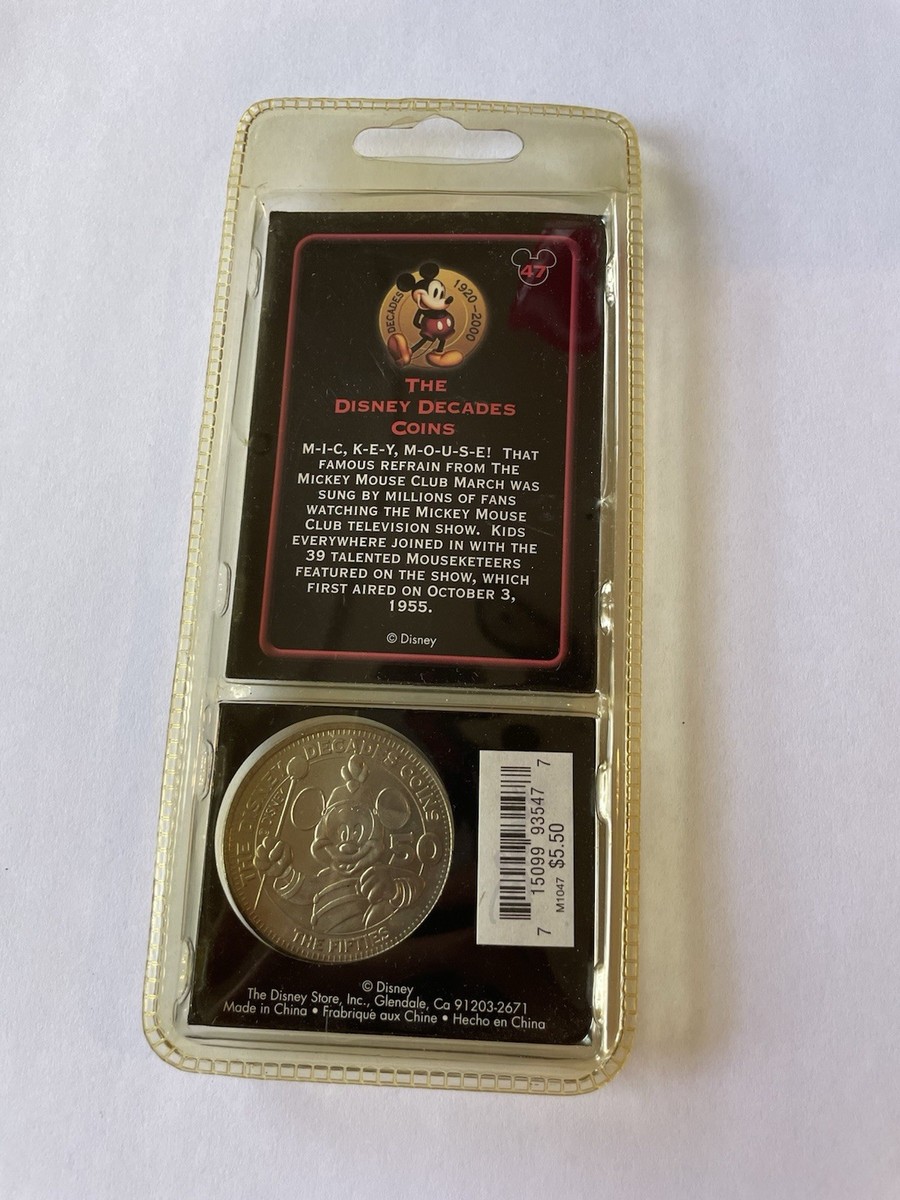 47
DECADES 1920-2000
THE
DISNEY DECADES
COINS
M-I-C, K-E-Y, M-O-U-S-E! THAT
FAMOUS REFRAIN FROM THE
MICKEY MOUSE CLUB MARCH WAS
SUNG BY MILLIONS OF FANS
WATCHING THE MICKEY MOUSE
CLUB TELEVISION SHOW. KIDS
EVERYWHERE JOINED IN WITH THE
39 TALENTED MOUSEKETEERS
FEATURED ON THE SHOW, WHICH
FIRST AIRED ON OCTOBER 3,
1955.
© Disney
THE DISNEY DECADES COINS
©DISNEY
THE FIFTIES
7 15099 93547 7
M1047 $5.50
© Disney
The Disney Store, Inc., Glendale, Ca 91203-2671
Made in China • Frabrique aux Chine • Hecho en China